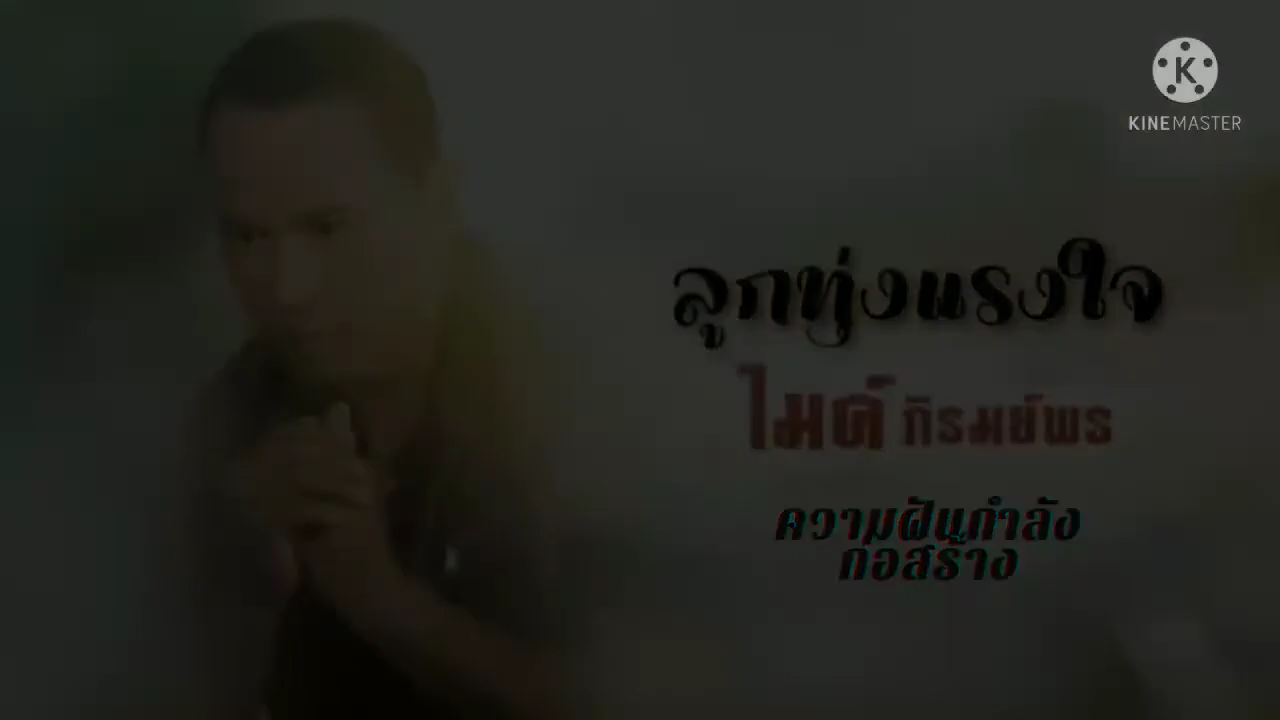 KINEMASTER
ลูกทุ่งแรงใจ
ไมค์ ภิรมย์พร
ความฝันกำลัง
ก่อสร้าง